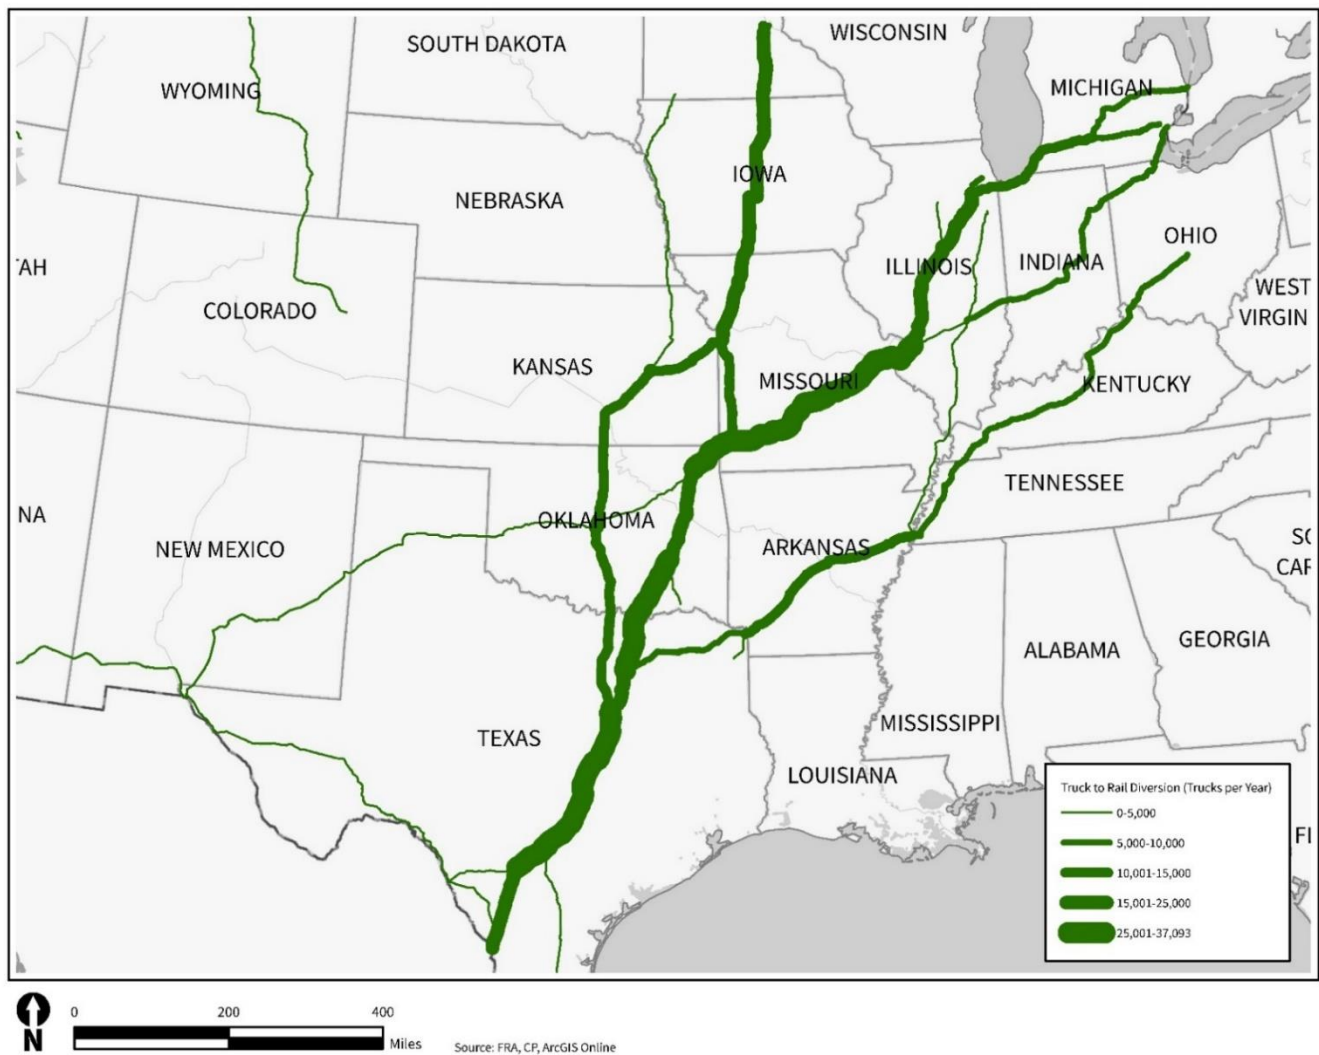 SOUTH DAKOTA
WISCONSIN
WYOMING
MICHIGAN
IOWA
NEBRASKA
OHIO
'AH
ILLINOIS
INDIANA
WEST
VIRGIN
COLORADO
KANSAS
MISSOURI
KENTUCKY
TENNESSEE
NA
OKLAHOMA
NEW MEXICO
ARKANSAS
SC
CAR
ALABAMA
GEORGIA
TEXAS
MISSISSIPPI
LOUISIANA
FI
Truck to Rail Diversion (Trucks per Year)
0-5,000
5,000-10,000
10,001-15,000
15,001-25,000
25,001-37,093
N
0 200 400
Miles
Source: FRA, CP, ArcGIS Online